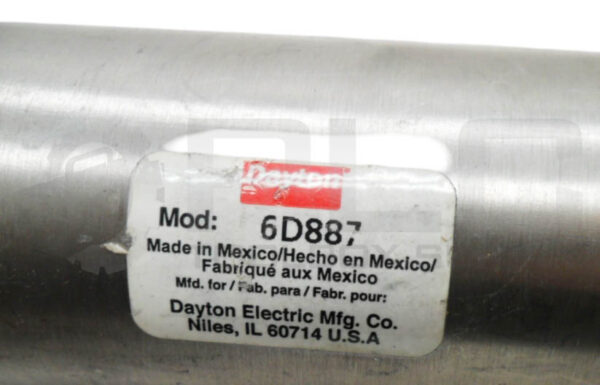 Dayton
Mod: 6D887
Made in Mexico/Hecho en Mexico/
Fabriqué aux Mexico
Mfd. for / Fab. para / Fabr. pour:
Dayton Electric Mfg. Co.
Niles, IL 60714 U.S.A